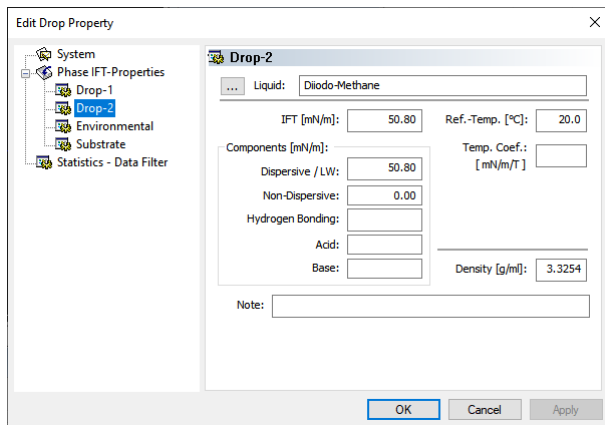 Edit Drop Property
System
Phase IFT-Properties
Drop-1
Drop-2
Environmental
Substrate
Statistics - Data Filter
Drop-2
... Liquid: Diiodo-Methane
IFT [mN/m]: 50.80 Ref.-Temp. [°C]: 20.0
Components [mN/m]: Temp. Coef.:
[ mN/m/T ]
Dispersive / LW: 50.80
Non-Dispersive: 0.00
Hydrogen Bonding:
Acid:
Base: Density [g/ml]: 3.3254
Note:
OK Cancel Apply